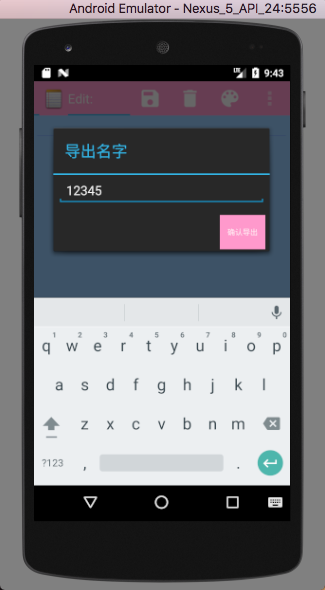 Android Emulator - Nexus_5_API_24:5556
LTE 9:43
Edit:
导出名字
12345
确认导出
1 2 3 4 5 6 7 8 9 0
q w e r t y u i o p
a s d f g h j k l
z x c v b n m
?123 , .